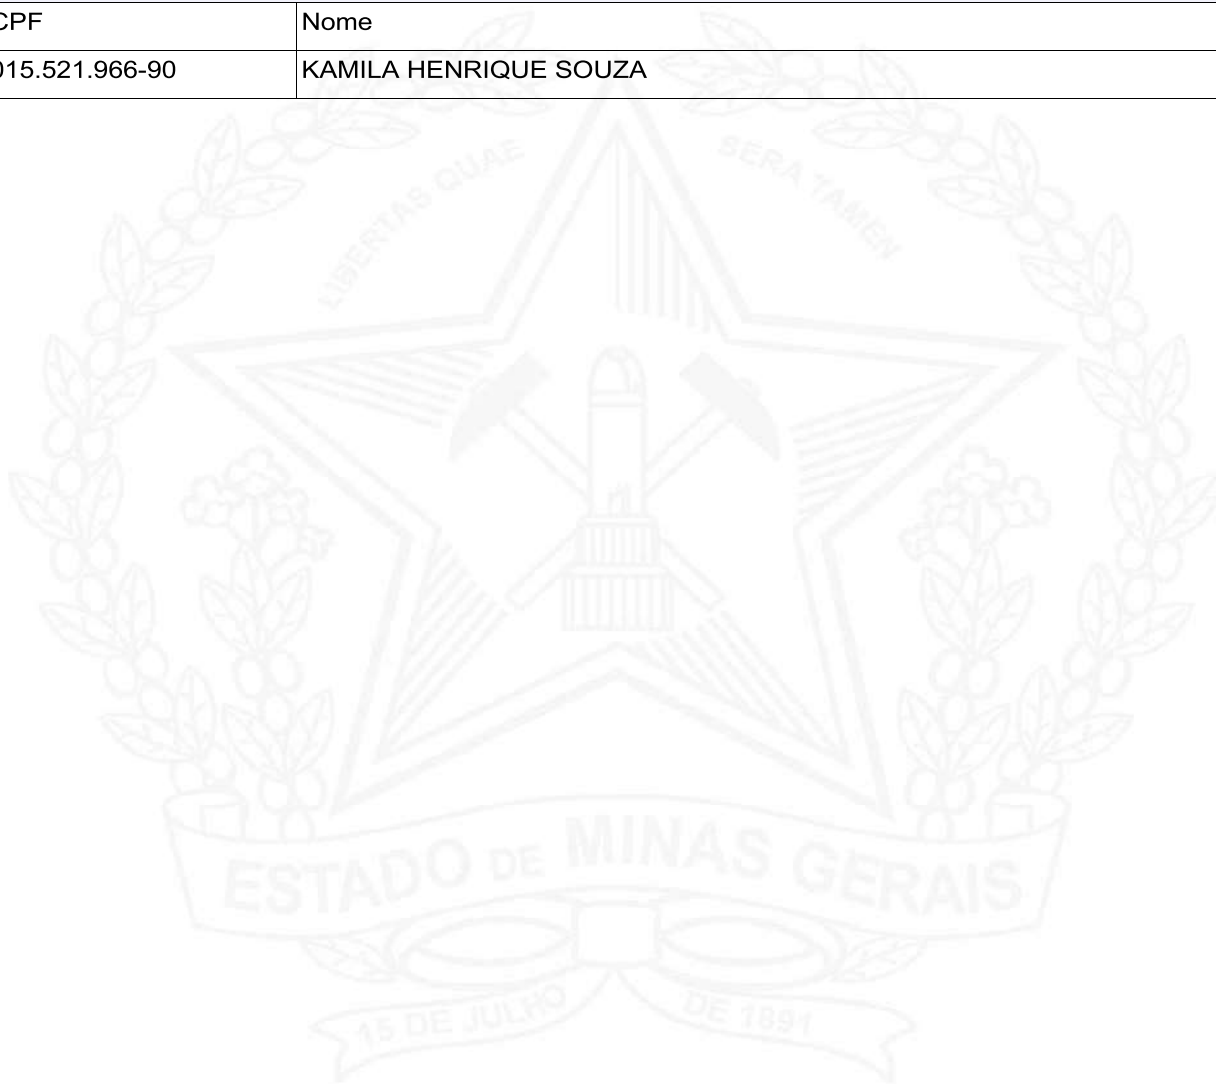 CPF Nome
015.521.966-90 KAMILA HENRIQUE SOUZA
LIBERTAS QUAE SERA TAMEN
ESTADO DE MINAS GERAIS
15 DE JULHO DE 1891